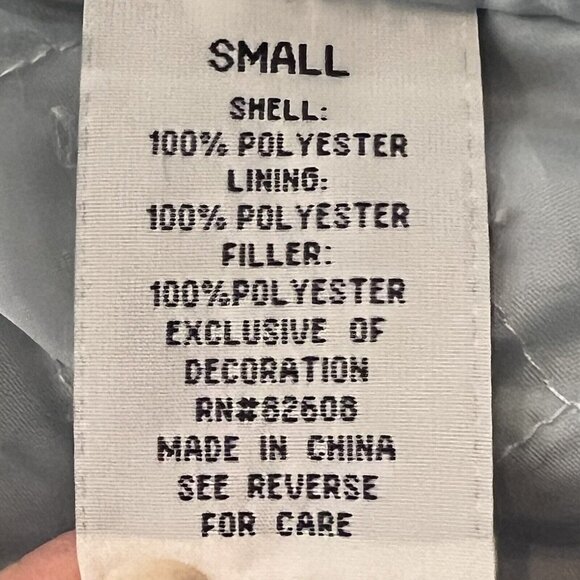 SMALL
SHELL:
100% POLYESTER
LINING:
100% POLYESTER
FILLER:
100%POLYESTER
EXCLUSIVE OF
DECORATION
RN#82608
MADE IN CHINA
SEE REVERSE
FOR CARE